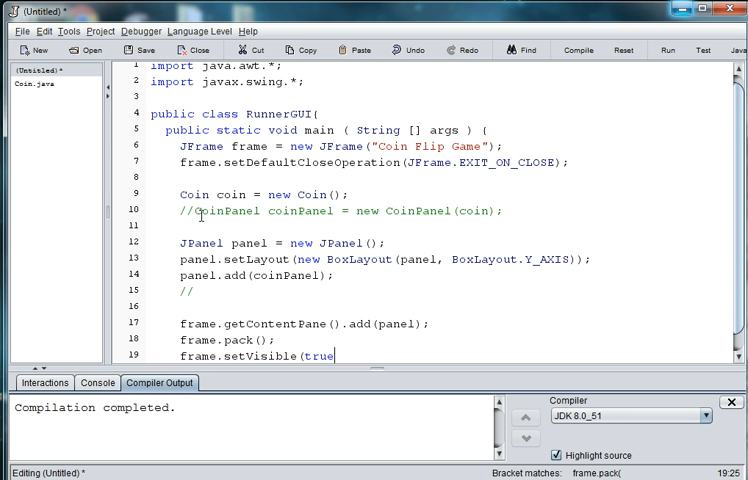 (Untitled) *
File Edit Tools Project Debugger Language Level Help
New Open Save Close Cut Copy Paste Undo Redo Find Compile Reset Run Test Java
(Untitled) *
Coin.java
1 import java.awt.*;
2 import javax.swing.*;
3
4 public class RunnerGUI{
5 public static void main ( String [] args ) {
6 JFrame frame = new JFrame("Coin Flip Game");
7 frame.setDefaultCloseOperation(JFrame.EXIT_ON_CLOSE);
8
9 Coin coin = new Coin();
10 //CoinPanel coinPanel = new CoinPanel(coin);
11
12 JPanel panel = new JPanel();
13 panel.setLayout(new BoxLayout(panel, BoxLayout.Y_AXIS));
14 panel.add(coinPanel);
15 //
16
17 frame.getContentPane().add(panel);
18 frame.pack();
19 frame.setVisible(true
Interactions Console Compiler Output
Compilation completed.
Compiler
JDK 8.0_51
Highlight source
Editing (Untitled) * Bracket matches: frame.pack( 19:25